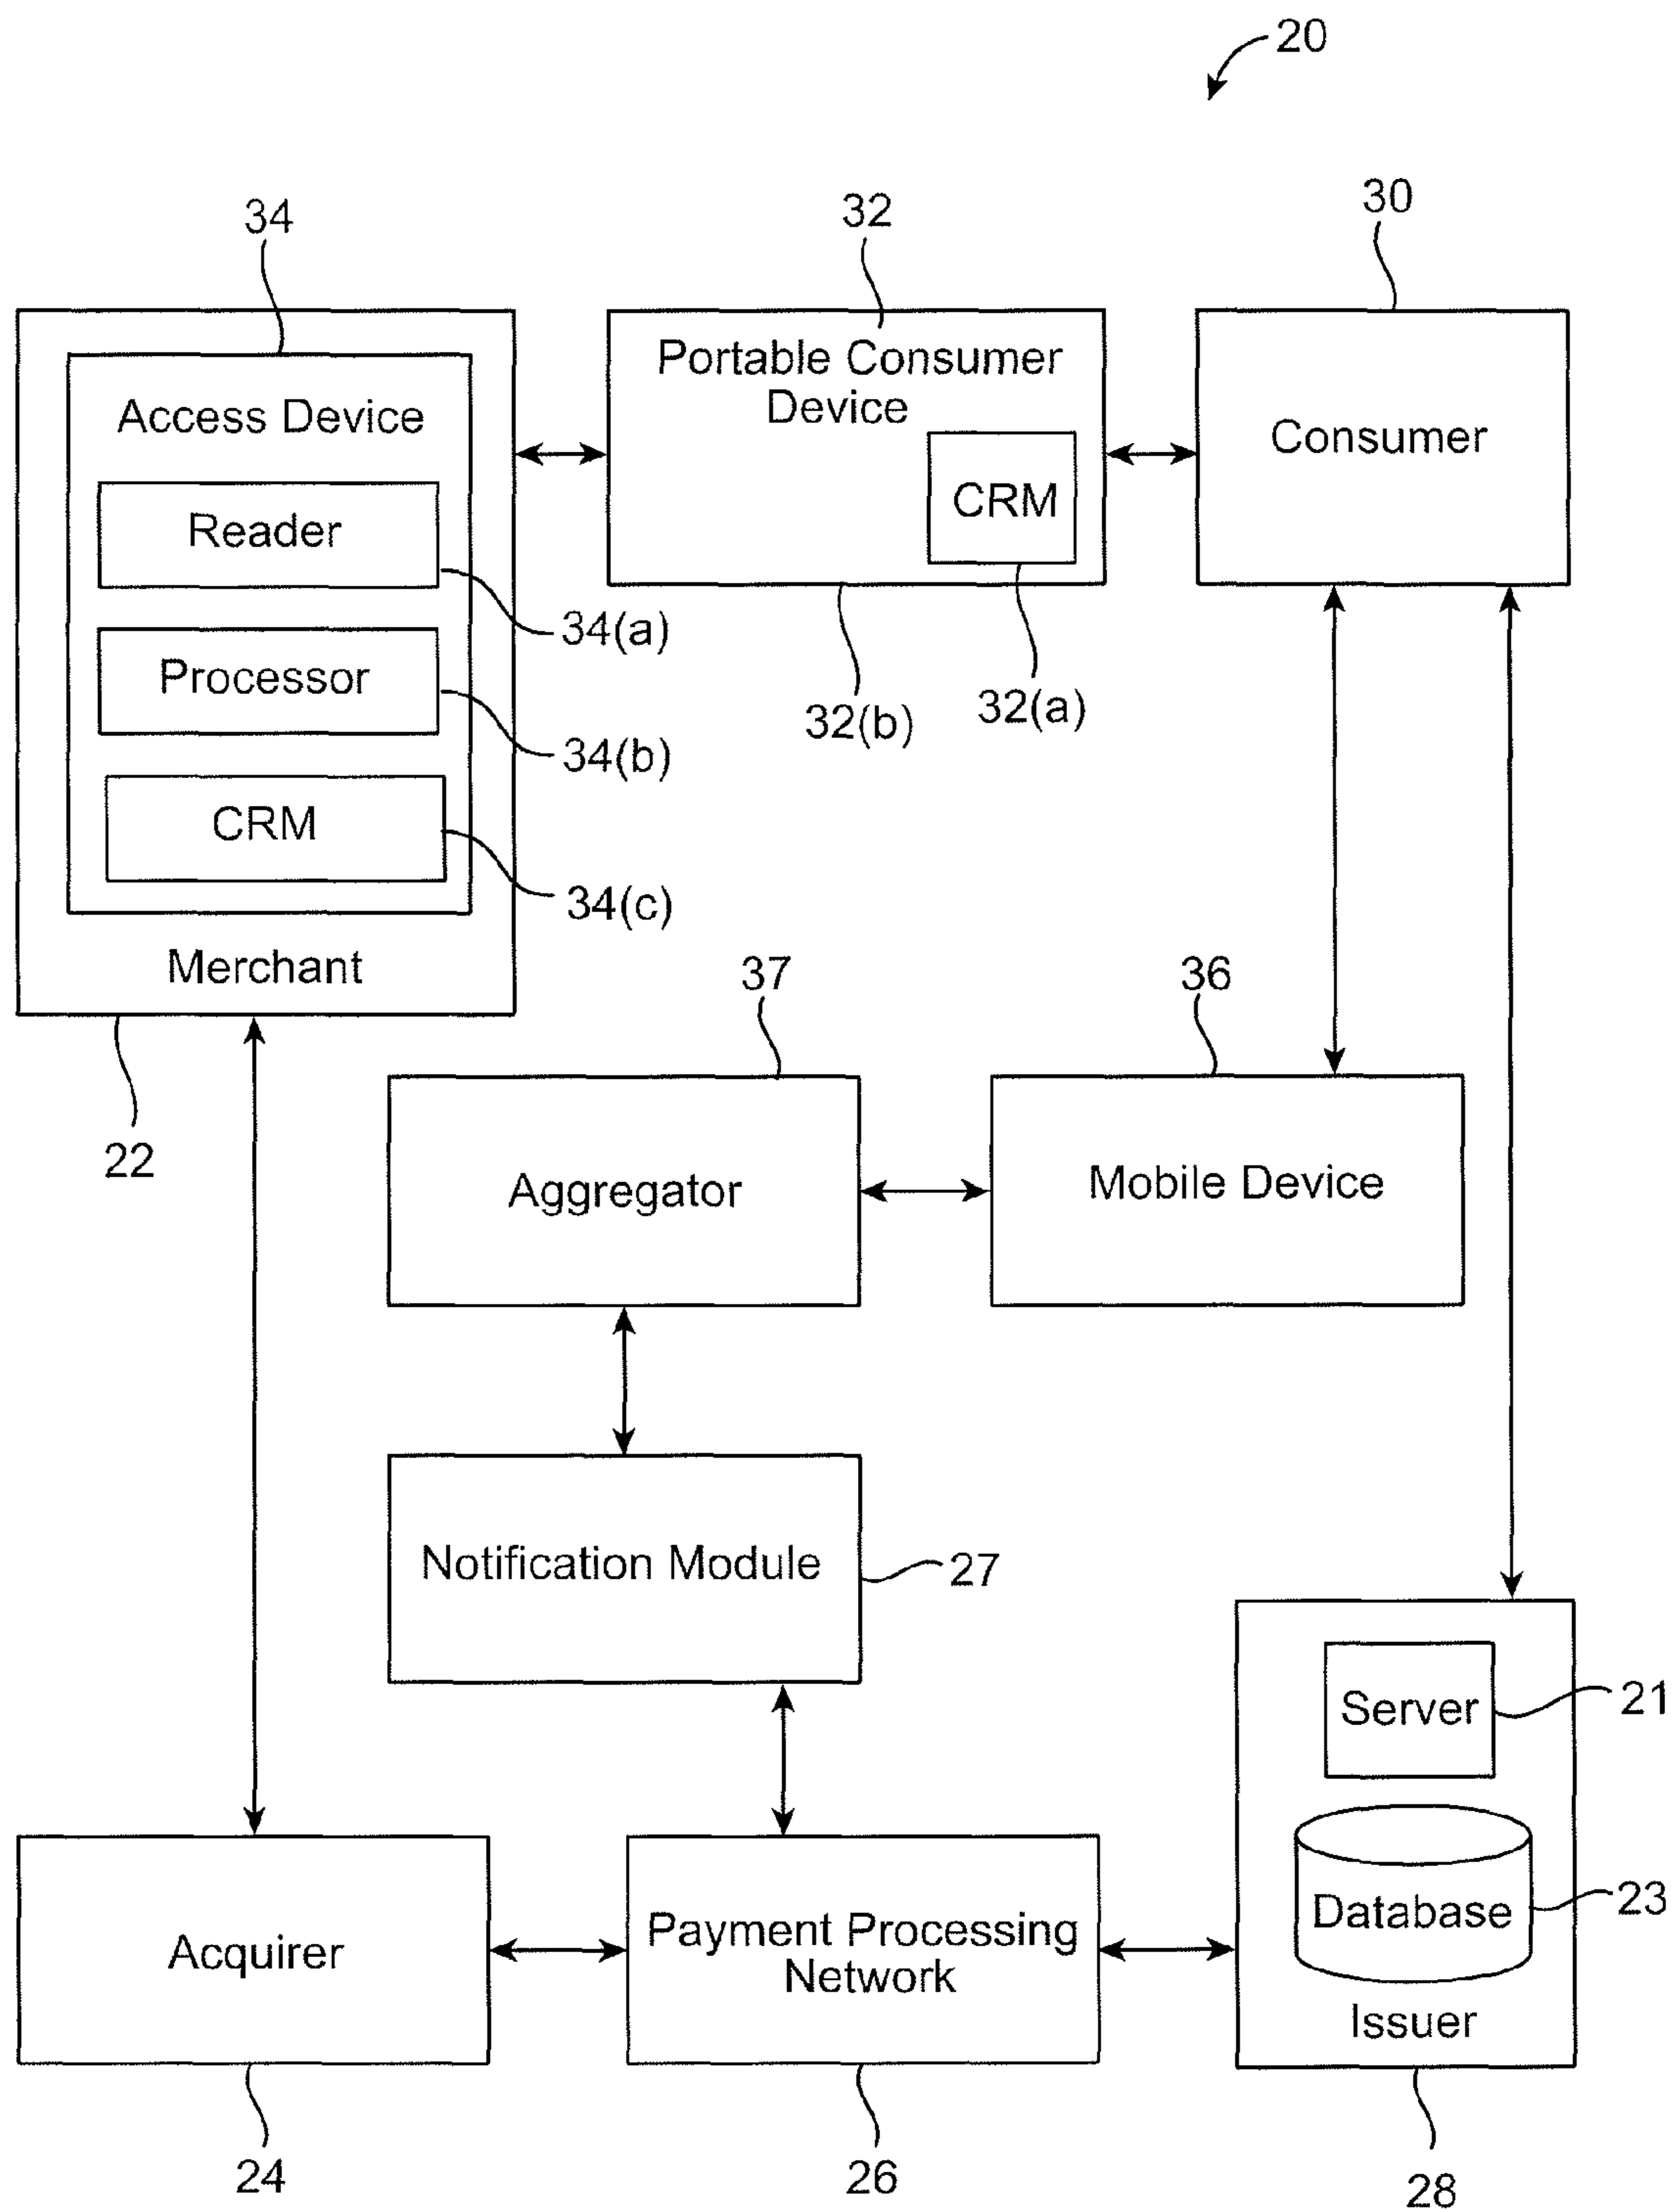 20
34
32
30
Portable Consumer
Device
Access Device
Consumer
CRM
Reader
34(a)
Processor
32(b)
32(a)
34(b)
CRM
34(c)
Merchant
37
36
22
Aggregator
Mobile Device
Notification Module
27
Server
21
Database
23
Acquirer
Payment Processing
Network
Issuer
24
26
28